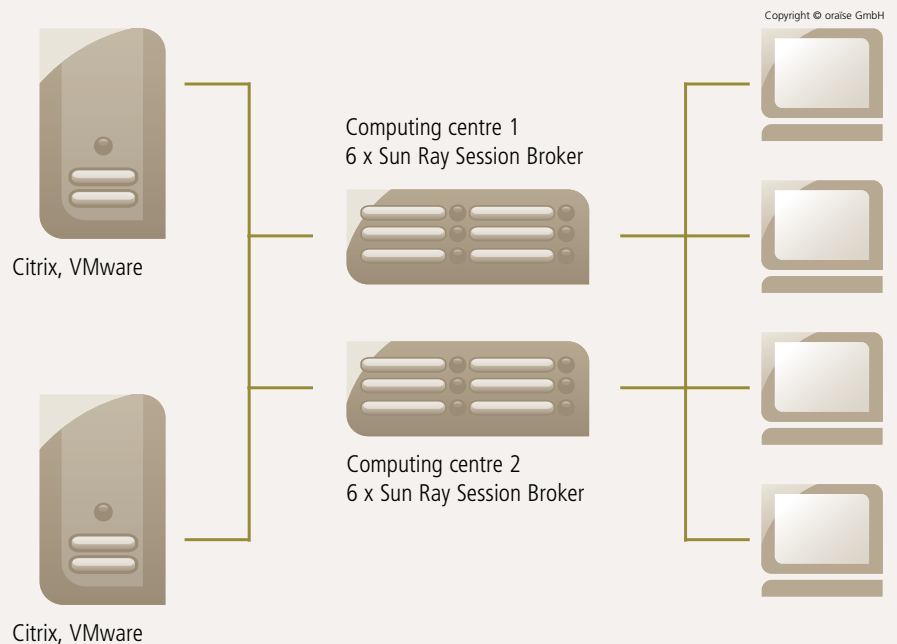 Copyright © oraïse GmbH
Computing centre 1
6 x Sun Ray Session Broker
Citrix, VMware
Computing centre 2
6 x Sun Ray Session Broker
Citrix, VMware